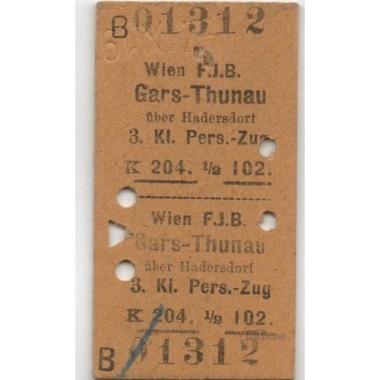 B 01312
Wien F.J.B.
Gars-Thunau
über Hadersdorf
3. Kl. Pers.-Zug
K 204. ½ 102.
Wien F.J.B.
Gars-Thunau
über Hadersdorf
3. Kl. Pers.-Zug
K 204. ½ 102.
B 01312